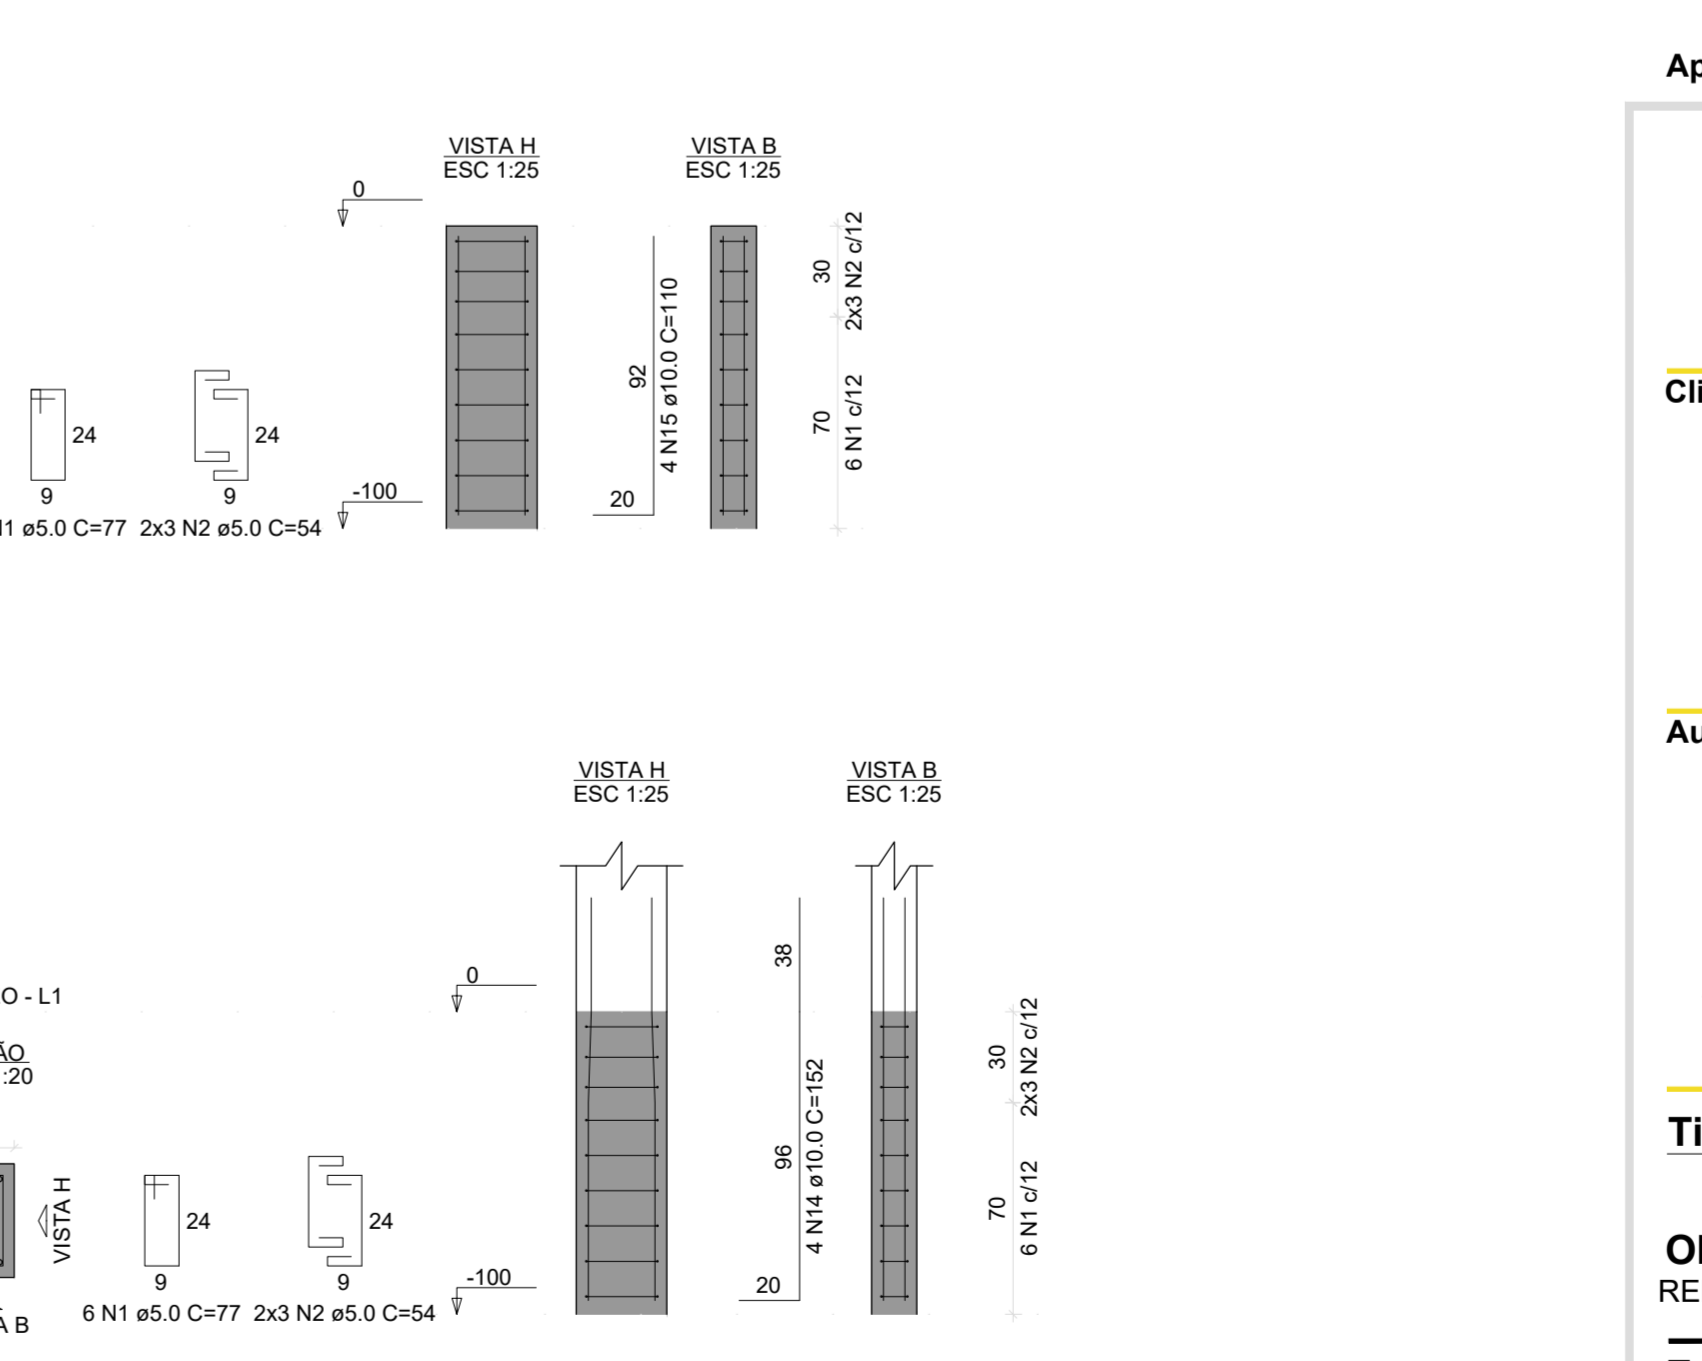 Ap
VISTA H
ESC 1:25
VISTA B
ESC 1:25
0
30
2x3 N2 c/12
92
4 N15 ø10.0 C=110
70
6 N1 c/12
Cli
24
24
9
9
20
-100
1 ø5.0 C=77
2x3 N2 ø5.0 C=54
Au
VISTA H
ESC 1:25
VISTA B
ESC 1:25
38
0
O - L1
ÃO
:20
30
2x3 N2 c/12
96
4 N14 ø10.0 C=152
70
6 N1 c/12
Ti
VISTA H
24
24
9
9
20
-100
6 N1 ø5.0 C=77
2x3 N2 ø5.0 C=54
A B
RE